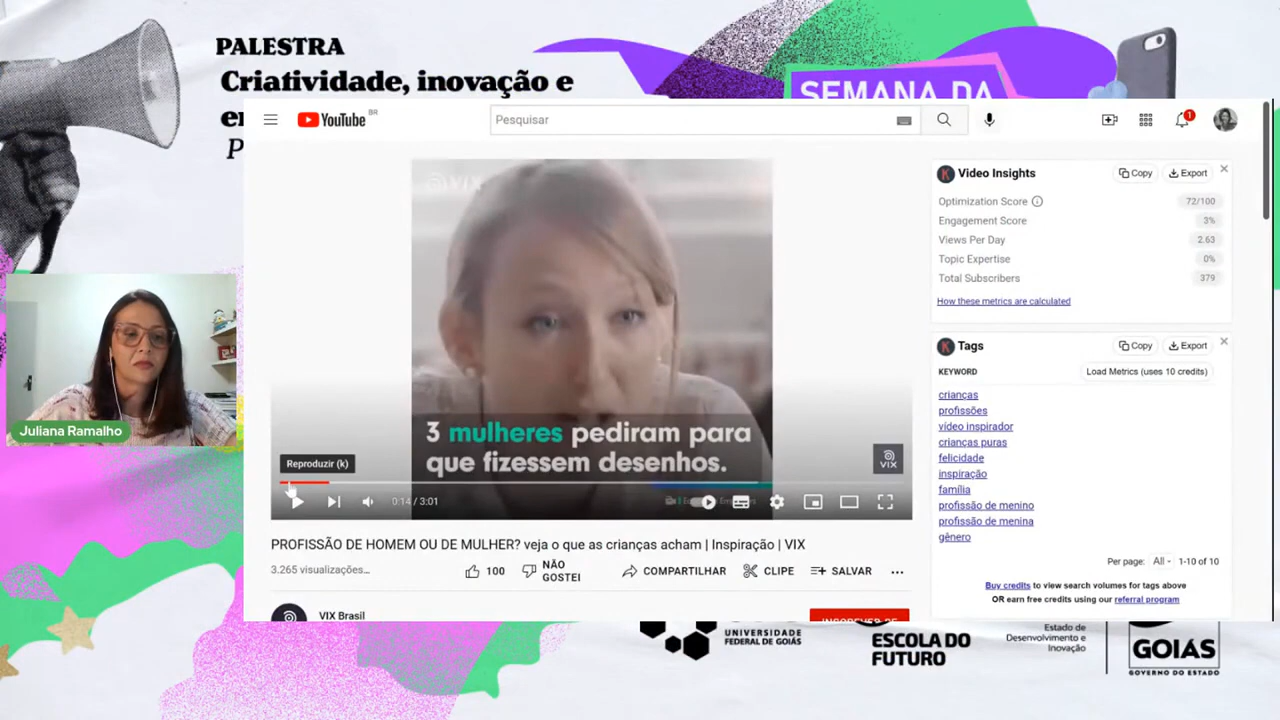 PALESTRA
Criatividade, inovação e
SEMANA DA
P
YouTube BR
Pesquisar
1
VIX
3 mulheres pediram para
que fizessem desenhos.
VIX
Reproduzir (k)
0:14 / 3:01
PROFISSÃO DE HOMEM OU DE MULHER? veja o que as crianças acham | Inspiração | VIX
3.265 visualizações...
100
NÃO
GOSTEI
COMPARTILHAR
CLIPE
SALVAR
VIX Brasil
Video Insights
Copy
Export
Optimization Score
72/100
Engagement Score
3%
Views Per Day
2.63
Topic Expertise
0%
Total Subscribers
379
How these metrics are calculated
Tags
Copy
Export
KEYWORD
Load Metrics (uses 10 credits)
crianças
profissões
vídeo inspirador
crianças puras
felicidade
inspiração
família
profissão de menino
profissão de menina
gênero
Per page: All 1-10 of 10
Buy credits to view search volumes for tags above
OR earn free credits using our referral program
Juliana Ramalho
UNIVERSIDADE
FEDERAL DE GOIÁS
ESCOLA DO
FUTURO
Estado de
Desenvolvimento e
Inovação
GOIÁS
GOVERNO DO ESTADO